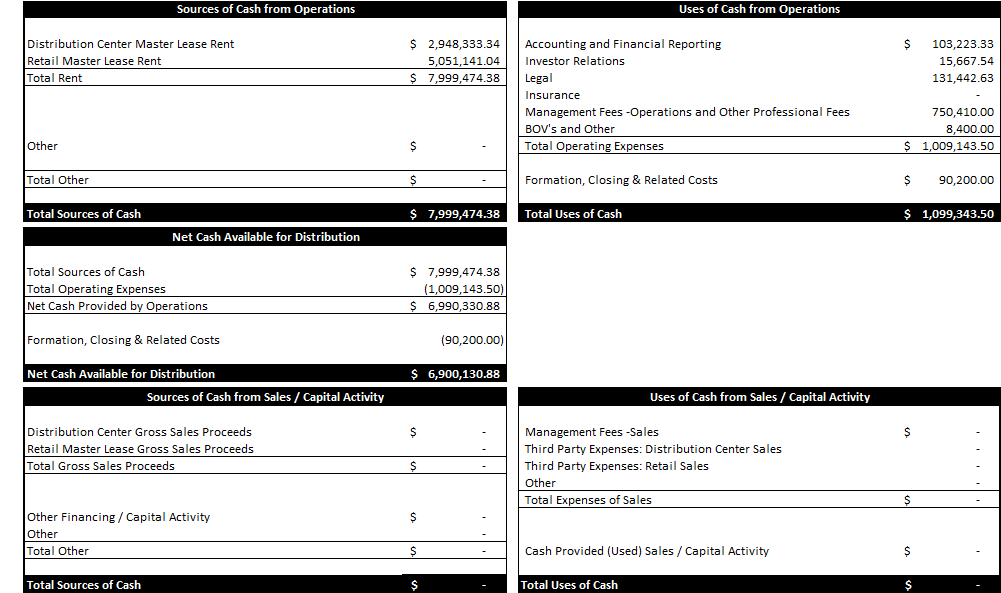 Sources of Cash from Operations
Distribution Center Master Lease Rent $ 2,948,333.34
Retail Master Lease Rent 5,051,141.04
Total Rent $ 7,999,474.38
Other $ -
Total Other $ -
Total Sources of Cash $ 7,999,474.38
Uses of Cash from Operations
Accounting and Financial Reporting $ 103,223.33
Investor Relations 15,667.54
Legal 131,442.63
Insurance -
Management Fees -Operations and Other Professional Fees 750,410.00
BOV's and Other 8,400.00
Total Operating Expenses $ 1,009,143.50
Formation, Closing & Related Costs $ 90,200.00
Total Uses of Cash $ 1,099,343.50
Net Cash Available for Distribution
Total Sources of Cash $ 7,999,474.38
Total Operating Expenses (1,009,143.50)
Net Cash Provided by Operations $ 6,990,330.88
Formation, Closing & Related Costs (90,200.00)
Net Cash Available for Distribution $ 6,900,130.88
Sources of Cash from Sales / Capital Activity
Distribution Center Gross Sales Proceeds $ -
Retail Master Lease Gross Sales Proceeds -
Total Gross Sales Proceeds $ -
Other Financing / Capital Activity $ -
Other -
Total Other $ -
Total Sources of Cash $ -
Uses of Cash from Sales / Capital Activity
Management Fees -Sales $ -
Third Party Expenses: Distribution Center Sales -
Third Party Expenses: Retail Sales -
Other -
Total Expenses of Sales $ -
Cash Provided (Used) Sales / Capital Activity $ -
Total Uses of Cash $ -